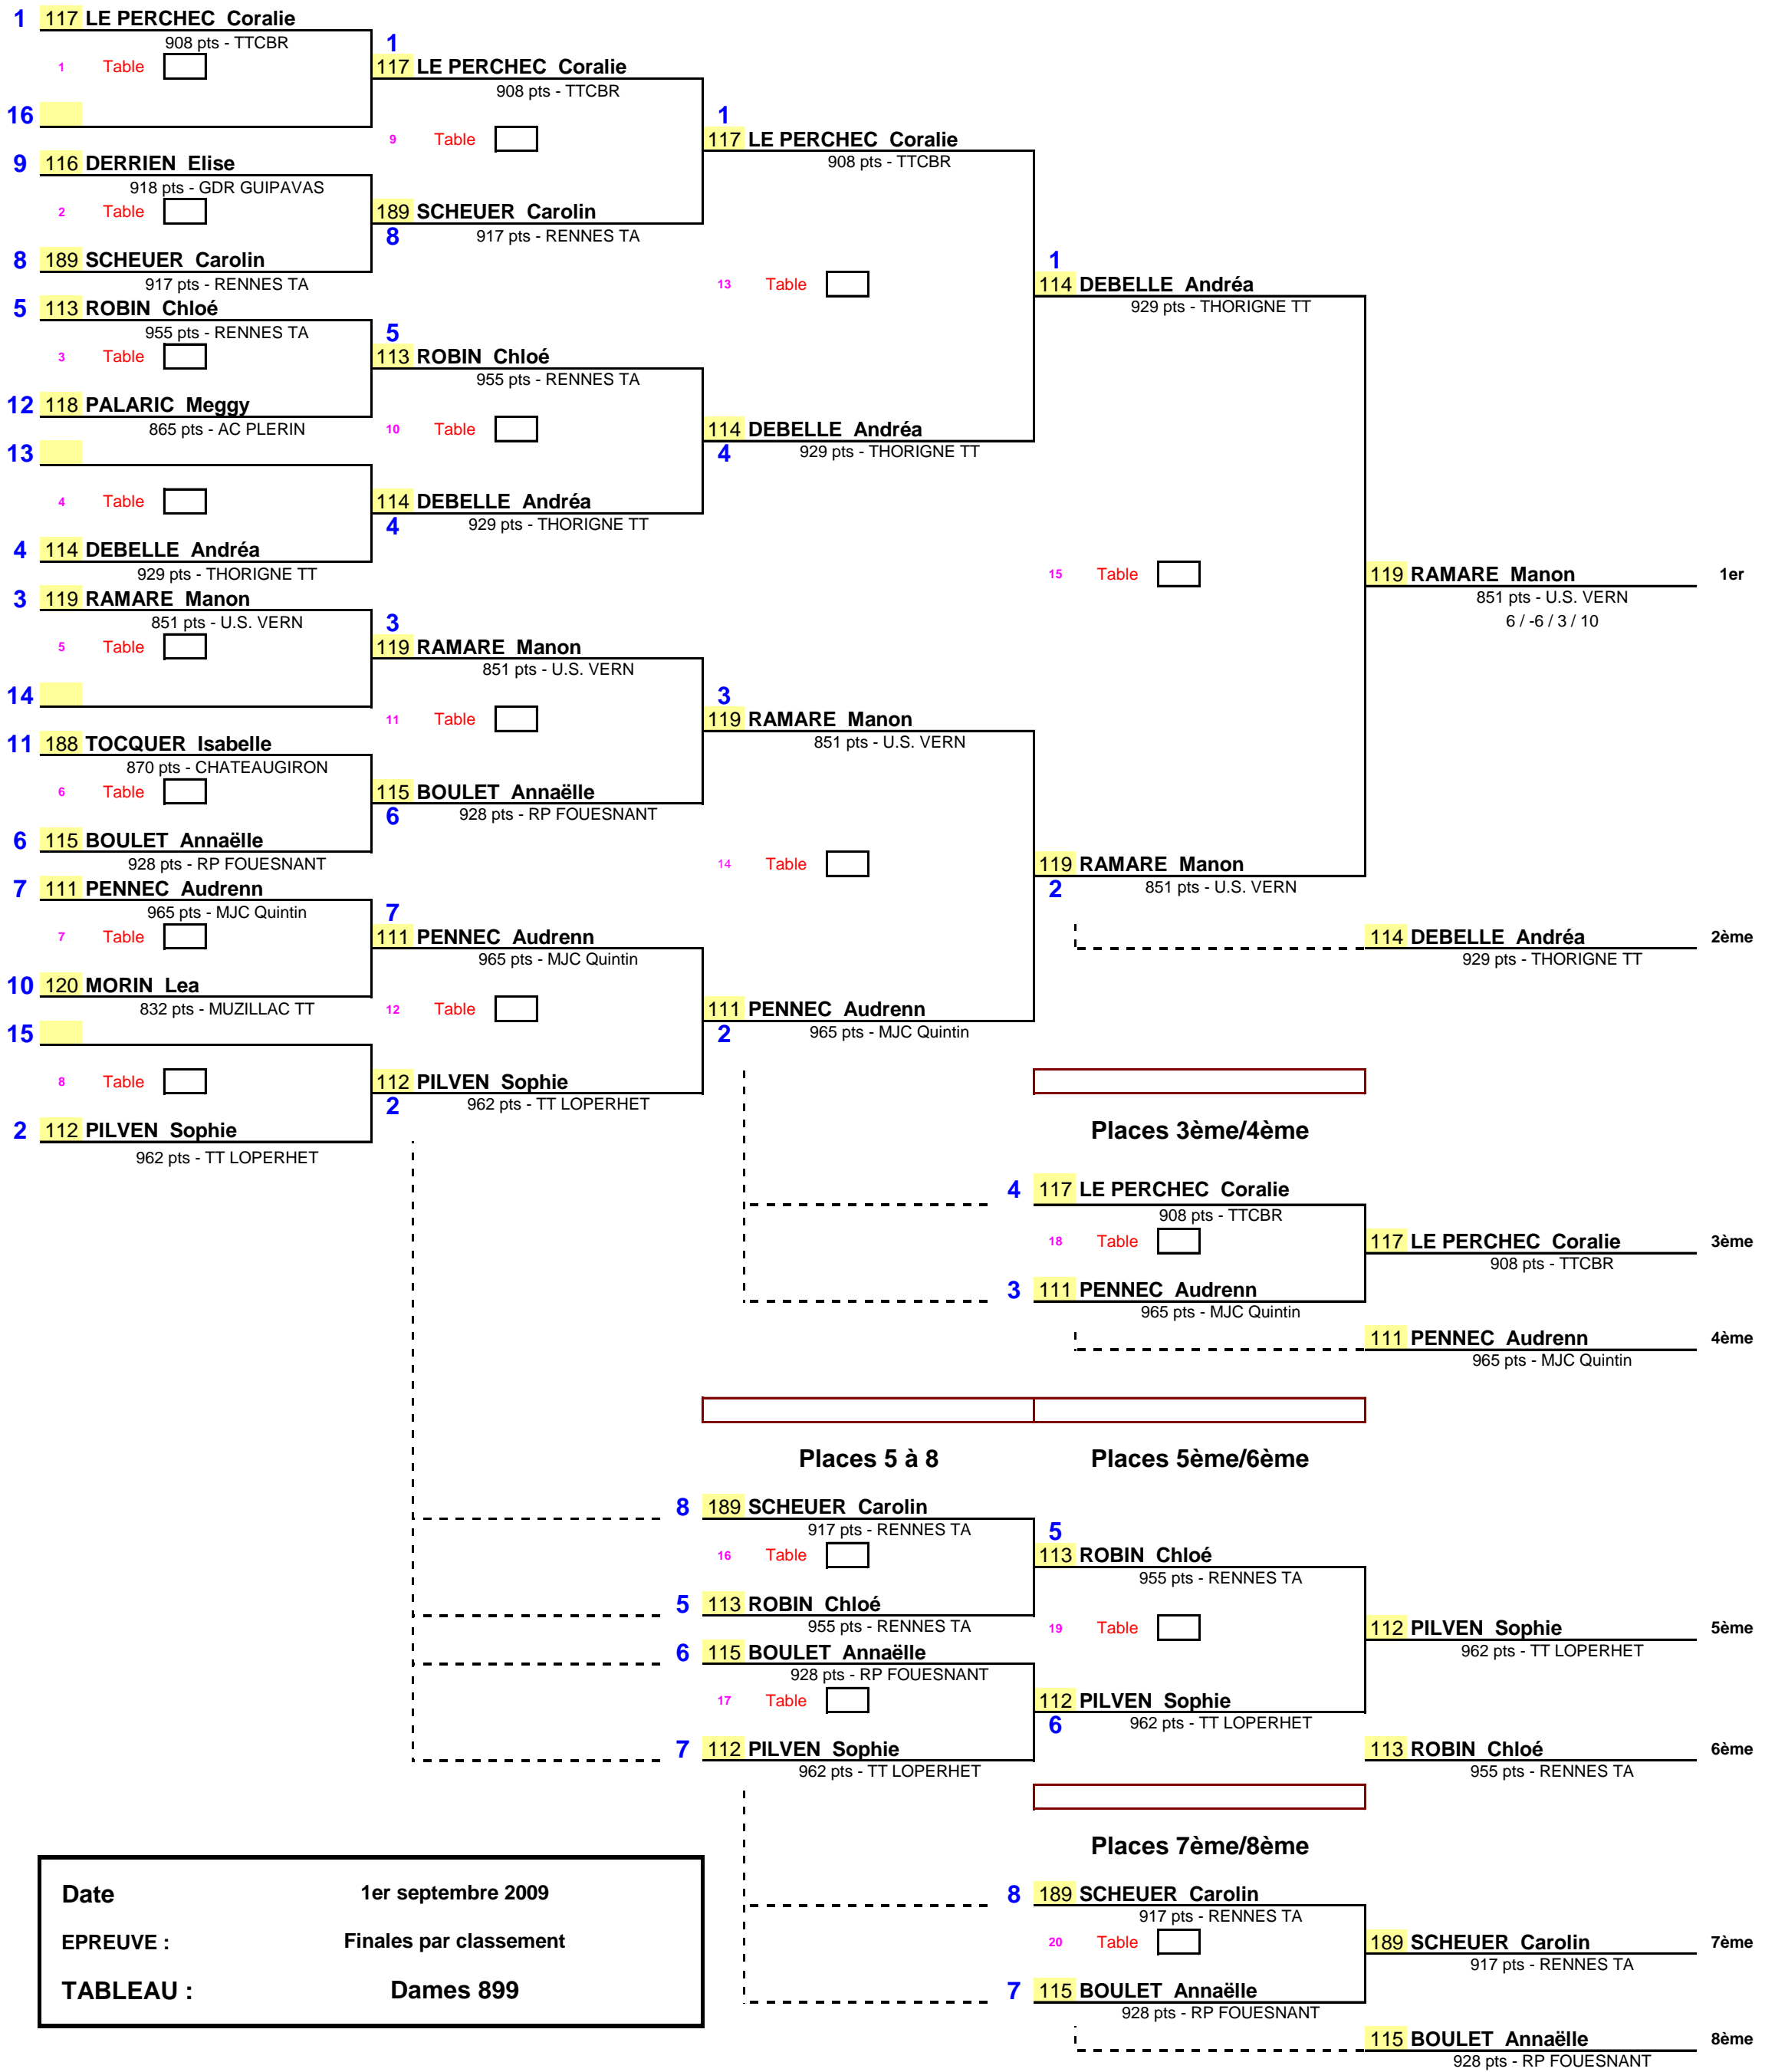 1 117 LE PERCHEC Coralie
908 pts - TTCBR
1 Table
16
9 116 DERRIEN Elise
918 pts - GDR GUIPAVAS
2 Table
8 189 SCHEUER Carolin
917 pts - RENNES TA
5 113 ROBIN Chloé
955 pts - RENNES TA
3 Table
12 118 PALARIC Meggy
865 pts - AC PLERIN
13
4 Table
4 114 DEBELLE Andréa
929 pts - THORIGNE TT
3 119 RAMARE Manon
851 pts - U.S. VERN
5 Table
14
11 188 TOCQUER Isabelle
870 pts - CHATEAUGIRON
6 Table
6 115 BOULET Annaëlle
928 pts - RP FOUESNANT
7 111 PENNEC Audrenn
965 pts - MJC Quintin
7 Table
10 120 MORIN Lea
832 pts - MUZILLAC TT
15
8 Table
2 112 PILVEN Sophie
962 pts - TT LOPERHET
1
117 LE PERCHEC Coralie
908 pts - TTCBR
9 Table
189 SCHEUER Carolin
8 917 pts - RENNES TA
5
113 ROBIN Chloé
955 pts - RENNES TA
10 Table
114 DEBELLE Andréa
4 929 pts - THORIGNE TT
3
119 RAMARE Manon
851 pts - U.S. VERN
11 Table
115 BOULET Annaëlle
6 928 pts - RP FOUESNANT
7
111 PENNEC Audrenn
965 pts - MJC Quintin
12 Table
112 PILVEN Sophie
2 962 pts - TT LOPERHET
1
117 LE PERCHEC Coralie
908 pts - TTCBR
13 Table
114 DEBELLE Andréa
4 929 pts - THORIGNE TT
3
119 RAMARE Manon
851 pts - U.S. VERN
14 Table
111 PENNEC Audrenn
2 965 pts - MJC Quintin
1
114 DEBELLE Andréa
929 pts - THORIGNE TT
15 Table
119 RAMARE Manon
2 851 pts - U.S. VERN
119 RAMARE Manon 1er
851 pts - U.S. VERN
6 / -6 / 3 / 10
114 DEBELLE Andréa 2ème
929 pts - THORIGNE TT
Places 3ème/4ème
4 117 LE PERCHEC Coralie
908 pts - TTCBR
18 Table
3 111 PENNEC Audrenn
965 pts - MJC Quintin
117 LE PERCHEC Coralie 3ème
908 pts - TTCBR
111 PENNEC Audrenn 4ème
965 pts - MJC Quintin
Places 5 à 8
Places 5ème/6ème
8 189 SCHEUER Carolin
917 pts - RENNES TA
16 Table
5 113 ROBIN Chloé
955 pts - RENNES TA
6 115 BOULET Annaëlle
928 pts - RP FOUESNANT
17 Table
7 112 PILVEN Sophie
962 pts - TT LOPERHET
5
113 ROBIN Chloé
955 pts - RENNES TA
19 Table
112 PILVEN Sophie
6 962 pts - TT LOPERHET
112 PILVEN Sophie 5ème
962 pts - TT LOPERHET
113 ROBIN Chloé 6ème
955 pts - RENNES TA
Places 7ème/8ème
8 189 SCHEUER Carolin
917 pts - RENNES TA
20 Table
7 115 BOULET Annaëlle
928 pts - RP FOUESNANT
189 SCHEUER Carolin 7ème
917 pts - RENNES TA
115 BOULET Annaëlle 8ème
928 pts - RP FOUESNANT
Date 1er septembre 2009
EPREUVE : Finales par classement
TABLEAU : Dames 899